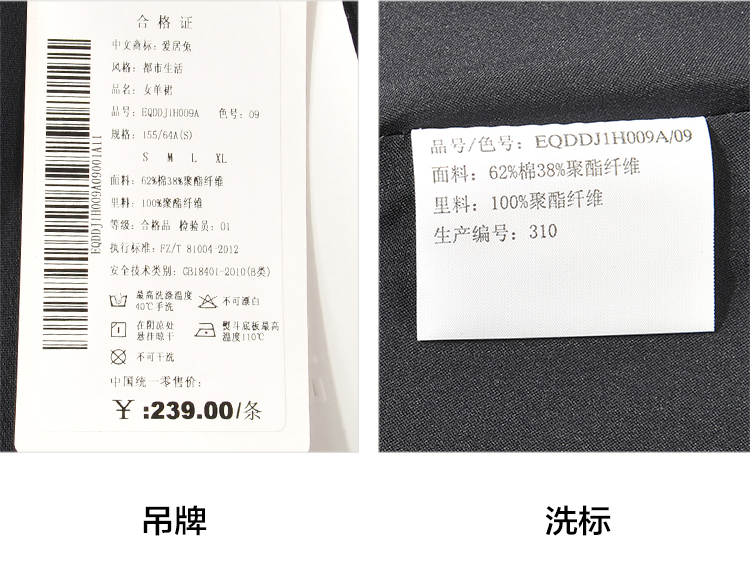 合格证
中文商标: 爱居兔
风格: 都市生活
品名: 女单裙
品号: EQDDJ1H009A 色号: 09
规格: 155/64A(S)
S M L XL
面料: 62%棉38%聚酯纤维
里料: 100%聚酯纤维
等级: 合格品 检验员: 01
执行标准: FZ/T 81004-2012
安全技术类别: GB18401-2010(B类)
最高洗涤温度
40℃手洗
不可漂白
在阴凉处
悬挂晾干
熨斗底板最高
温度110℃
不可干洗
中国统一零售价:
¥:239.00/条
EQDDJ1H009A09001A11
品号/色号: EQDDJ1H009A/09
面料: 62%棉38%聚酯纤维
里料: 100%聚酯纤维
生产编号: 310
吊牌
洗标